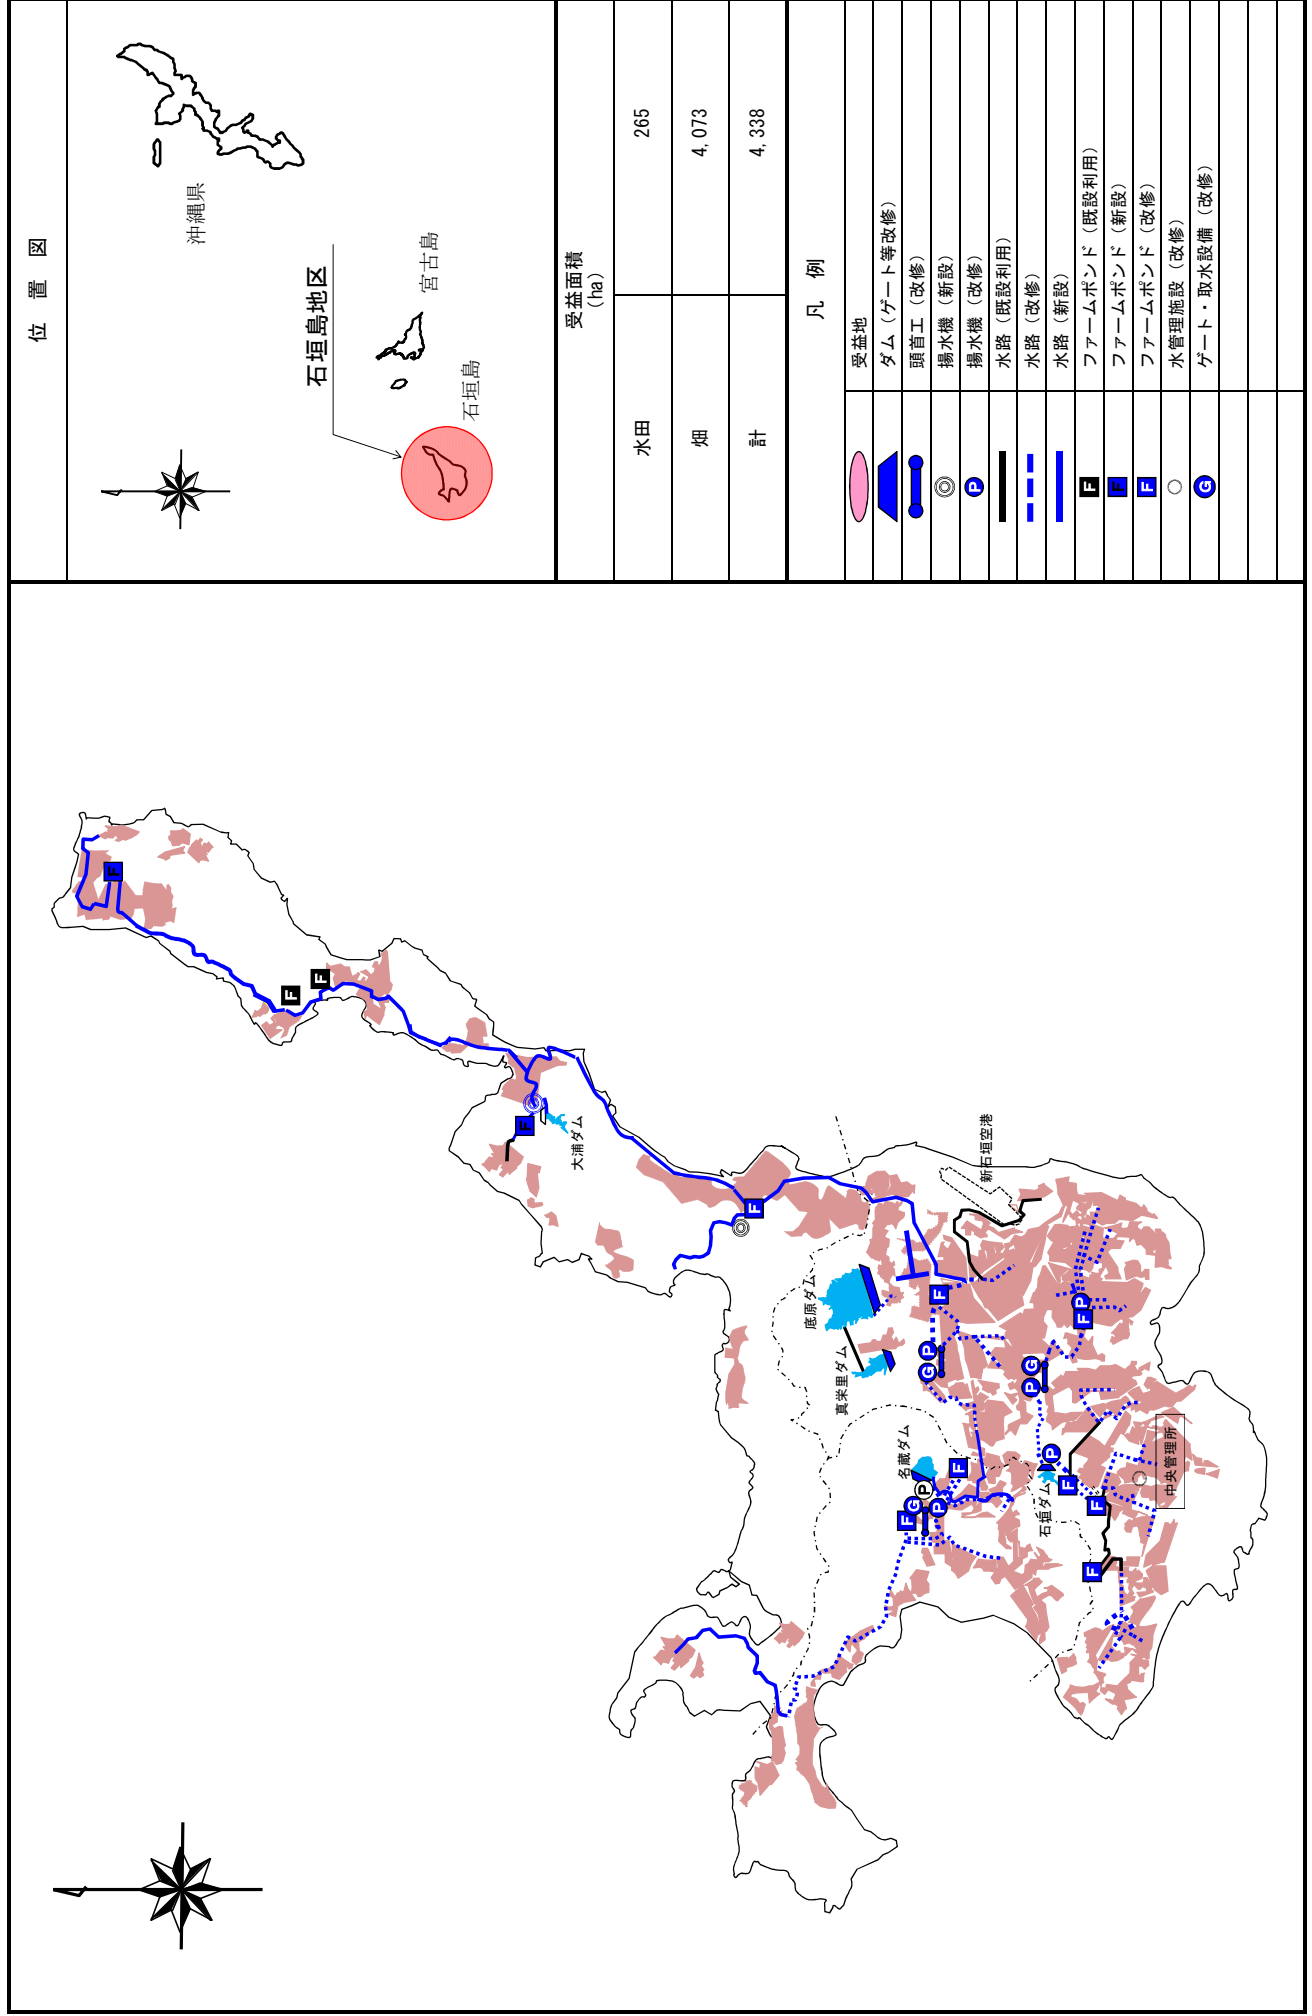 位置図
沖縄県
宮古島
石垣島地区
石垣島
受益面積
（ha）
水田 265
畑 4,073
計 4,338
凡例
受益地
ダム（ゲート等改修）
頭首工（改修）
揚水機（新設）
P 揚水機（改修）
水路（既設利用）
水路（改修）
水路（新設）
F ファームポンド（既設利用）
F ファームポンド（新設）
F ファームポンド（改修）
水管理施設（改修）
G ゲート・取水設備（改修）
F
F
F
F
大浦ダム
F
新石垣空港
底原ダム
真栄里ダム
F
G P
P
F
P G
名蔵ダム
F
P
G
F
P
P
石垣ダム
F
F
F
中央管理所